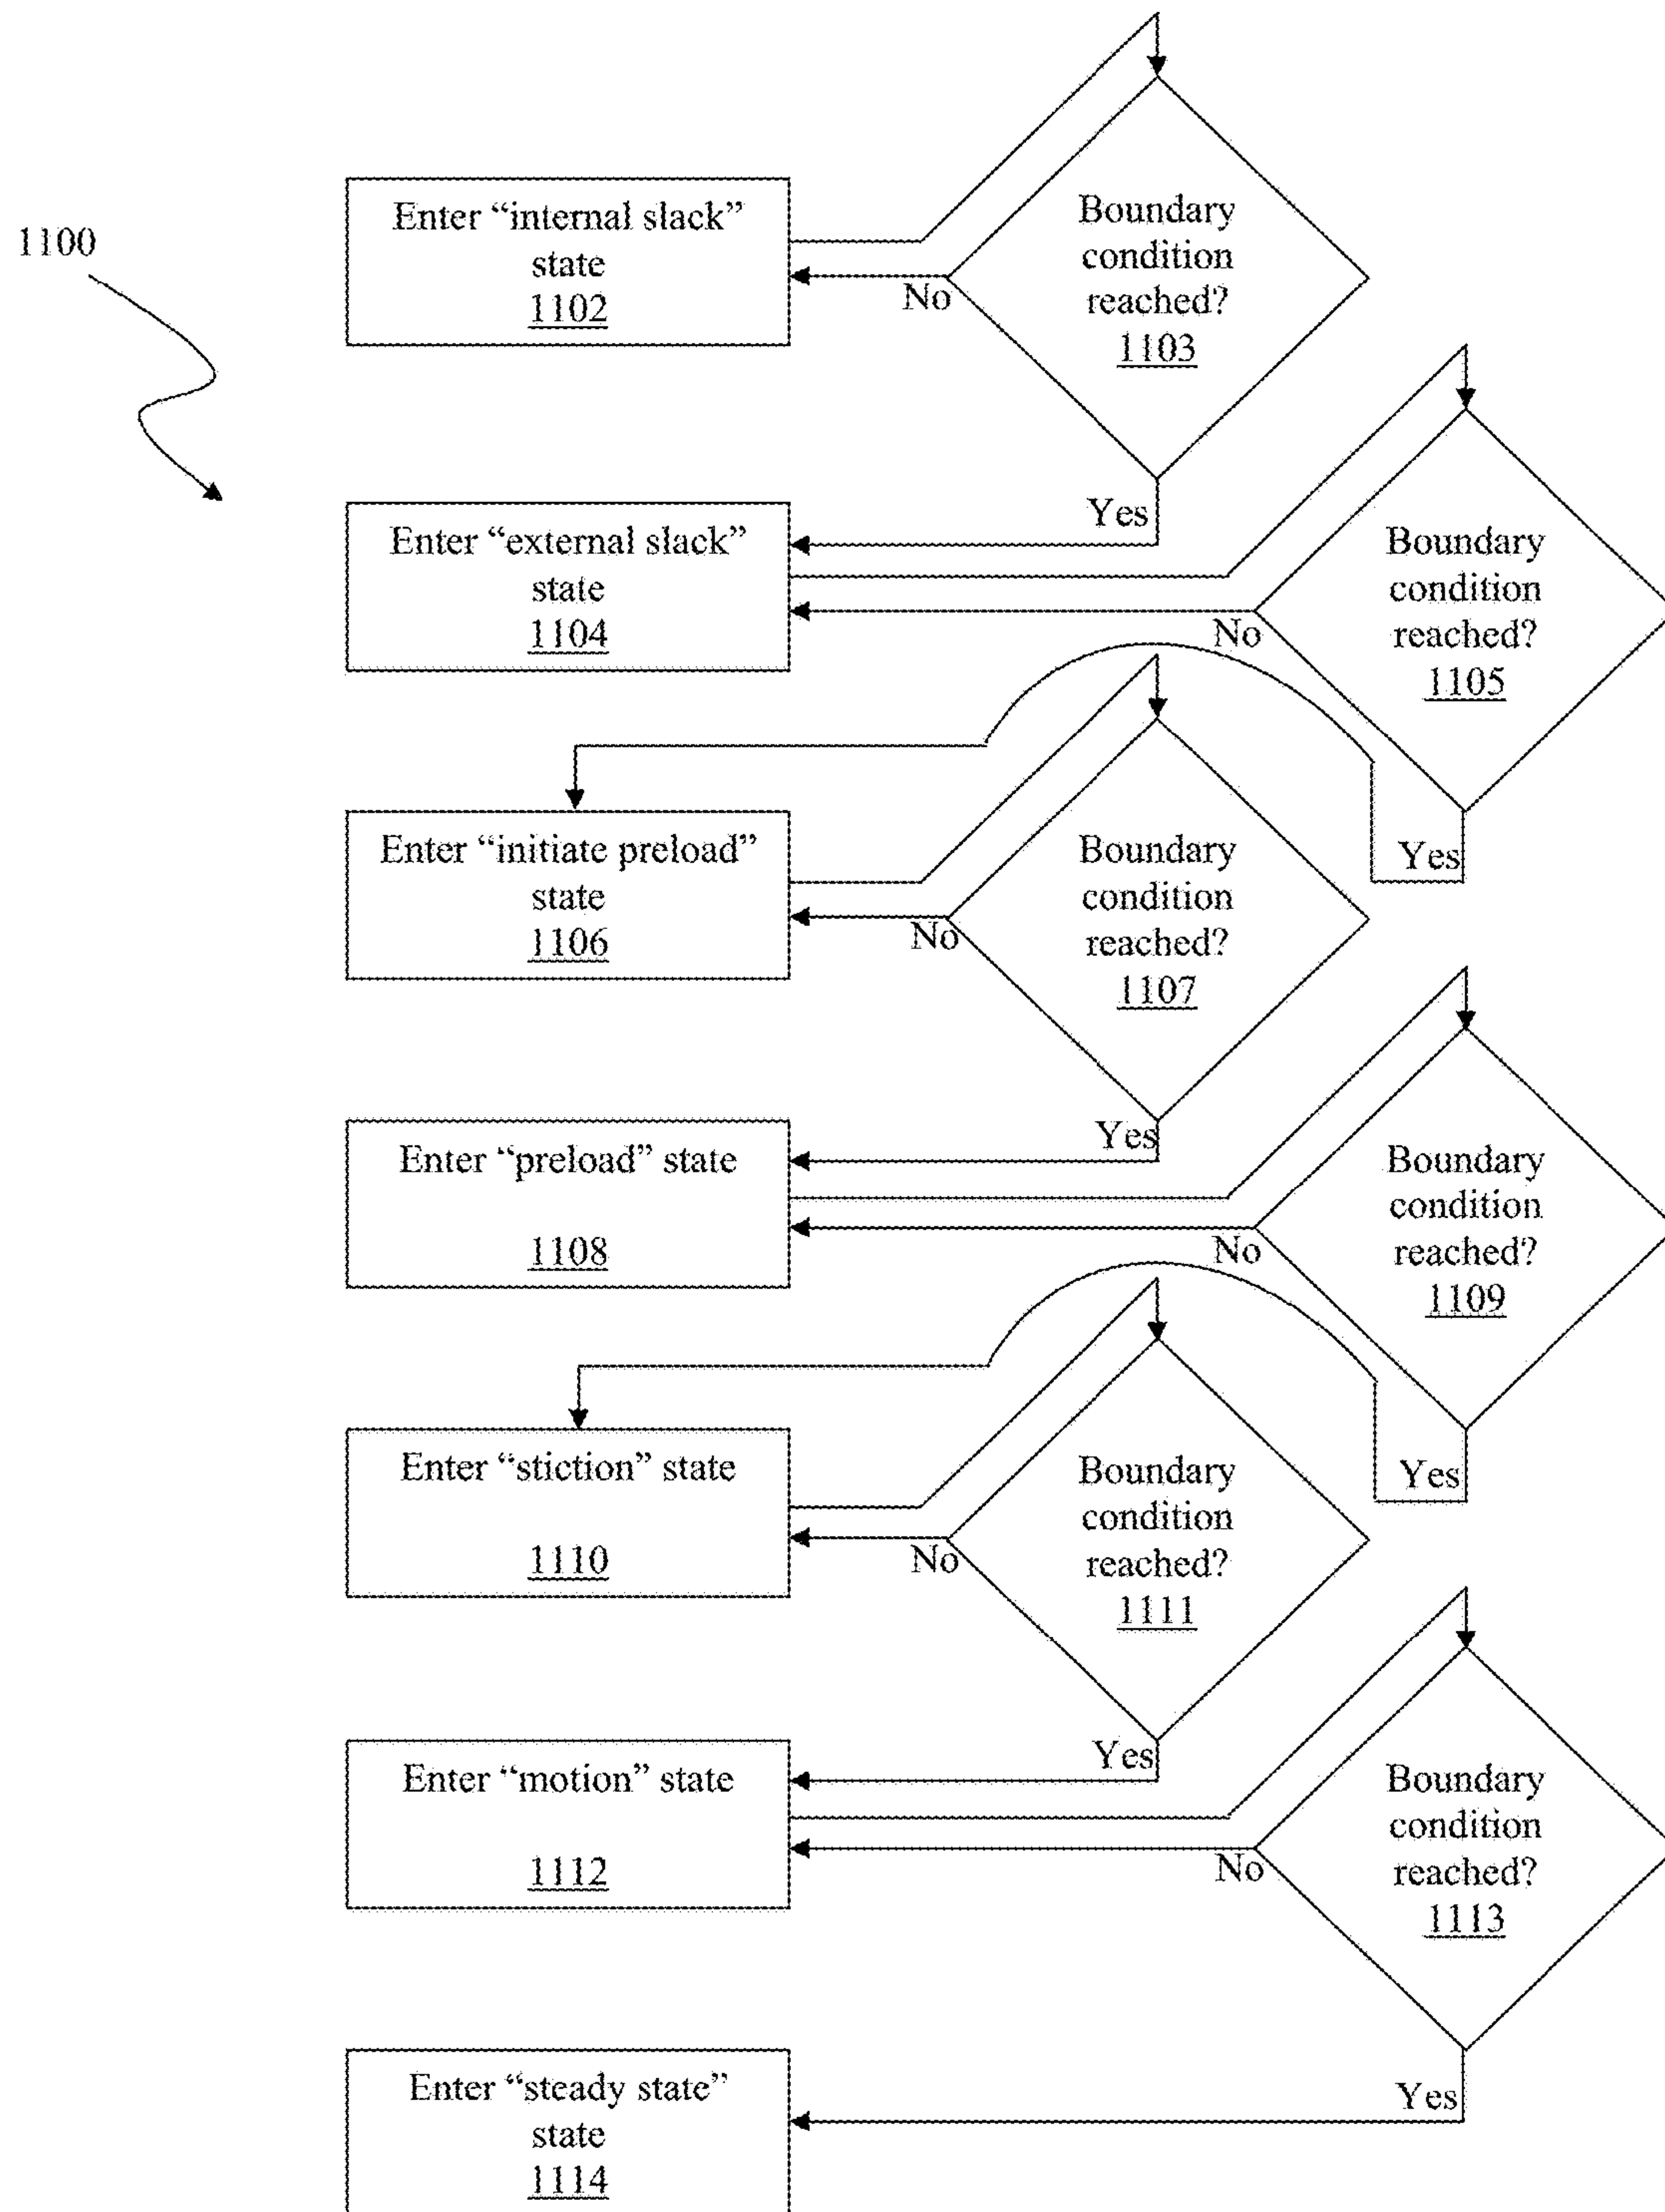 1100
Enter “internal slack”
state
1102
Boundary
condition
reached?
1103
No
Yes
Enter “external slack”
state
1104
Boundary
condition
reached?
1105
No
Yes
Enter “initiate preload”
state
1106
Boundary
condition
reached?
1107
No
Yes
Enter “preload” state
1108
Boundary
condition
reached?
1109
No
Yes
Enter “stiction” state
1110
Boundary
condition
reached?
1111
No
Yes
Enter “motion” state
1112
Boundary
condition
reached?
1113
No
Yes
Enter “steady state”
state
1114